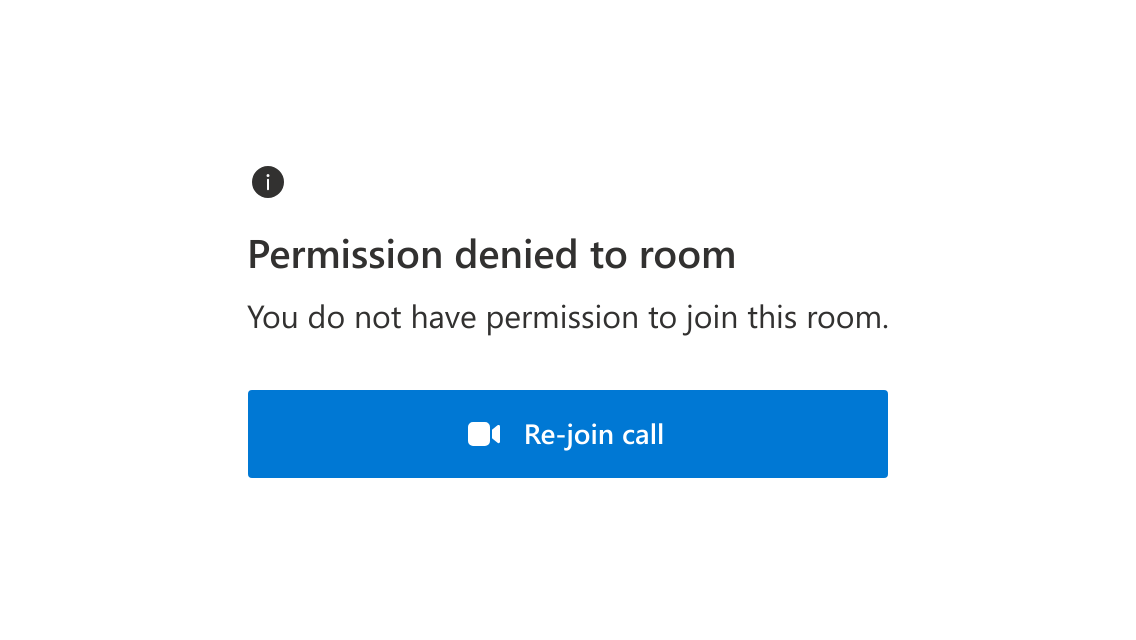 Permission denied to room
You do not have permission to join this room.
Re-join call